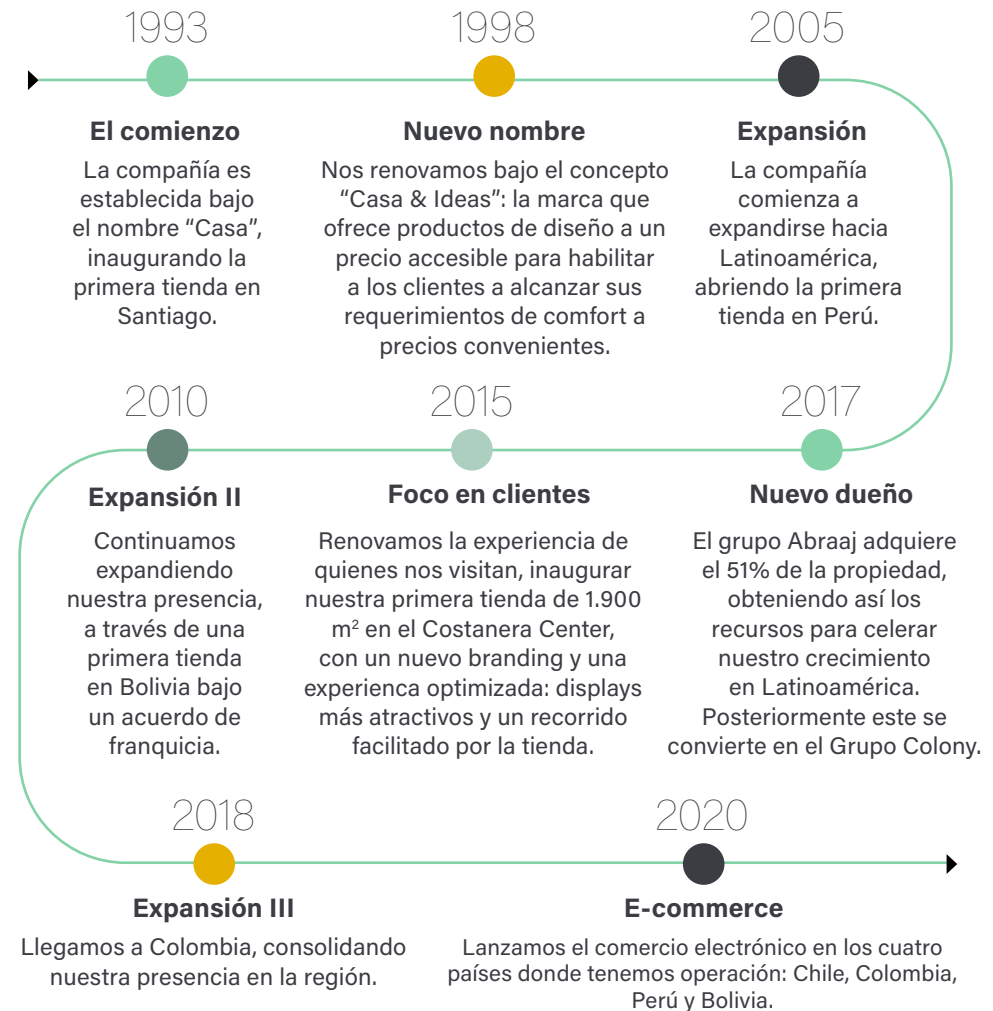 1993
El comienzo
La compañía es
establecida bajo
el nombre “Casa”,
inaugurando la
primera tienda en
Santiago.
1998
Nuevo nombre
Nos renovamos bajo el concepto
“Casa & Ideas”: la marca que
ofrece productos de diseño a un
precio accesible para habilitar
a los clientes a alcanzar sus
requerimientos de comfort a
precios convenientes.
2005
Expansión
La compañía
comienza a
expandirse hacia
Latinoamérica,
abriendo la primera
tienda en Perú.
2010
Expansión II
Continuamos
expandiendo
nuestra presencia,
a través de una
primera tienda
en Bolivia bajo
un acuerdo de
franquicia.
2015
Foco en clientes
Renovamos la experiencia de
quienes nos visitan, inaugurar
nuestra primera tienda de 1.900
m² en el Costanera Center,
con un nuevo branding y una
experienca optimizada: displays
más atractivos y un recorrido
facilitado por la tienda.
2017
Nuevo dueño
El grupo Abraaj adquiere
el 51% de la propiedad,
obteniendo así los
recursos para celerar
nuestro crecimiento
en Latinoamérica.
Posteriormente este se
convierte en el Grupo Colony.
2018
Expansión III
Llegamos a Colombia, consolidando
nuestra presencia en la región.
2020
E-commerce
Lanzamos el comercio electrónico en los cuatro
países donde tenemos operación: Chile, Colombia,
Perú y Bolivia.